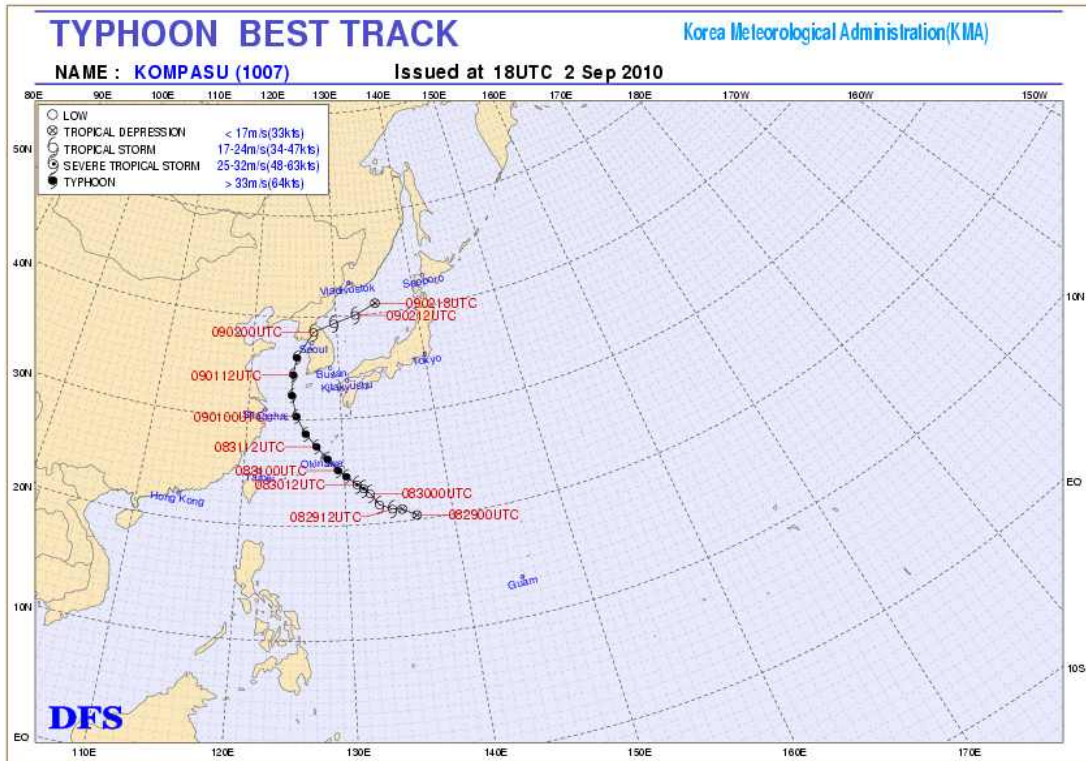 TYPHOON BEST TRACK
Korea Meteorological Administration(KMA)
NAME : KOMPASU (1007) Issued at 18UTC 2 Sep 2010
80E 90E 100E 110E 120E 130E 140E 150E 160E 170E 180E 170W 160W 150W
LOW
TROPICAL DEPRESSION < 17m/s(33kts)
TROPICAL STORM 17-24m/s(34-47kts)
SEVERE TROPICAL STORM 25-32m/s(48-63kts)
TYPHOON > 33m/s(64kts)
50N
40N
Sapporo
Vladivostok
10N
090218UTC
090212UTC
090200UTC
Seoul
Tokyo
30N
Busan
090112UTC
Kitakyushu
090100UTC
Shanghai
083112UTC
Okinawa
083100UTC
Taipei
083012UTC
EQ
20N
083000UTC
Hong Kong
082912UTC
082900UTC
Guam
10N
10S
DFS
EQ
110E 120E 130E 140E 150E 160E 170E